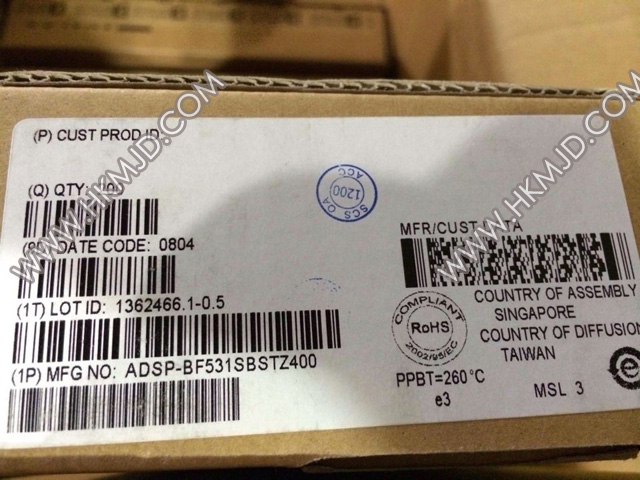 (P) CUST PROD ID
(Q) QTY:
DATE CODE: 0804
(1T) LOT ID: 1362466.1-0.5
(1P) MFG NO: ADSP-BF531SBSTZ400
SCS QA
1200
ACC
MFR/CUST DATA
COMPLIANT
RoHS
2002/95/EC
COUNTRY OF ASSEMBLY
SINGAPORE
COUNTRY OF DIFFUSION
TAIWAN
PPBT=260°C
e3
MSL 3
e
WWW.HKMJD.COM
WWW.HKMJD.COM
WWW.HKMJD.COM